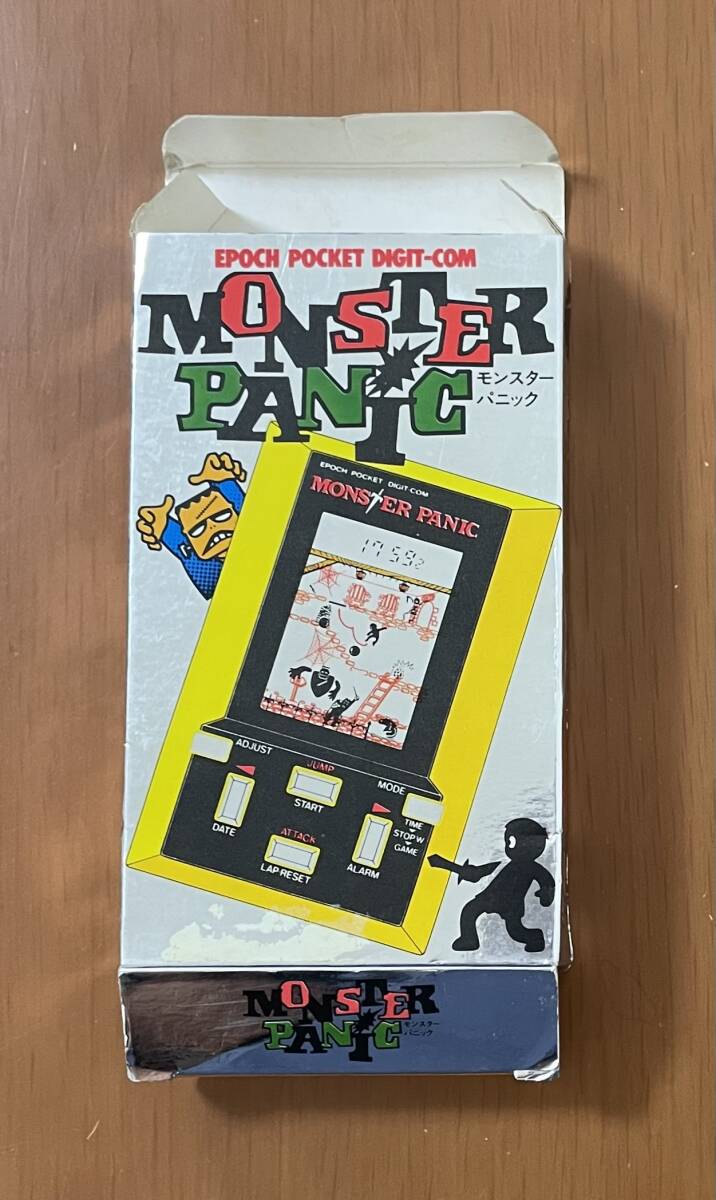 EPOCH POCKET DIGIT-COM
MONSTER
PANIC
モンスター
パニック
EPOCH POCKET DIGIT-COM
MONSTER PANIC
17 592
ADJUST
JUMP
START
MODE
DATE
ATTACK
LAP.RESET
ALARM
TIME
STOP.W
GAME
MONSTER
PANIC
モンスター
パニック